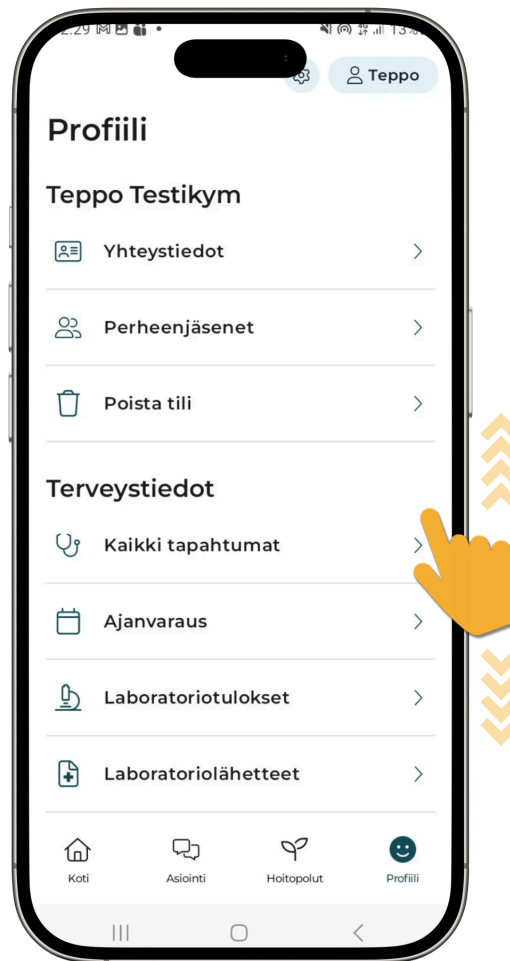 Teppo
Profiili
Teppo Testikym
Yhteystiedot
Perheenjäsenet
Poista tili
Terveystiedot
Kaikki tapahtumat
Ajanvaraus
Laboratoriotulokset
Laboratoriolähetteet
Koti
Asiointi
Hoitopolut
Profiili